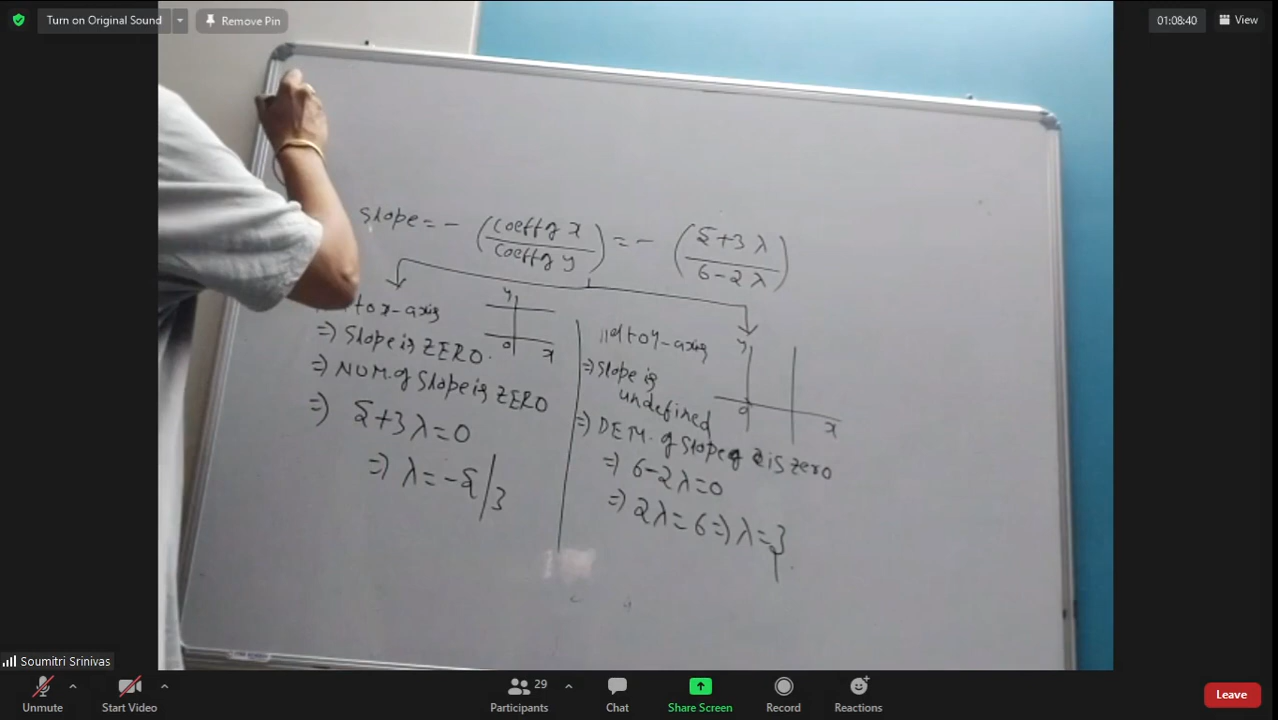 Turn on Original Sound
Remove Pin
01:08:40
View
Slope = - (Coeff of x / Coeff of y) = - (5+3λ / 6-2λ)
to x-axis
⇒ Slope is ZERO.
⇒ NUM. of Slope is ZERO
⇒ 5+3λ=0
⇒ λ=-5/3
y
0
x
||el to y-axis
⇒ Slope is
undefined
⇒ DEM. of Slope is zero
⇒ 6-2λ=0
⇒ 2λ=6 ⇒ λ=3
y
0
x
Soumitri Srinivas
Unmute
Start Video
29
Participants
Chat
Share Screen
Record
Reactions
Leave